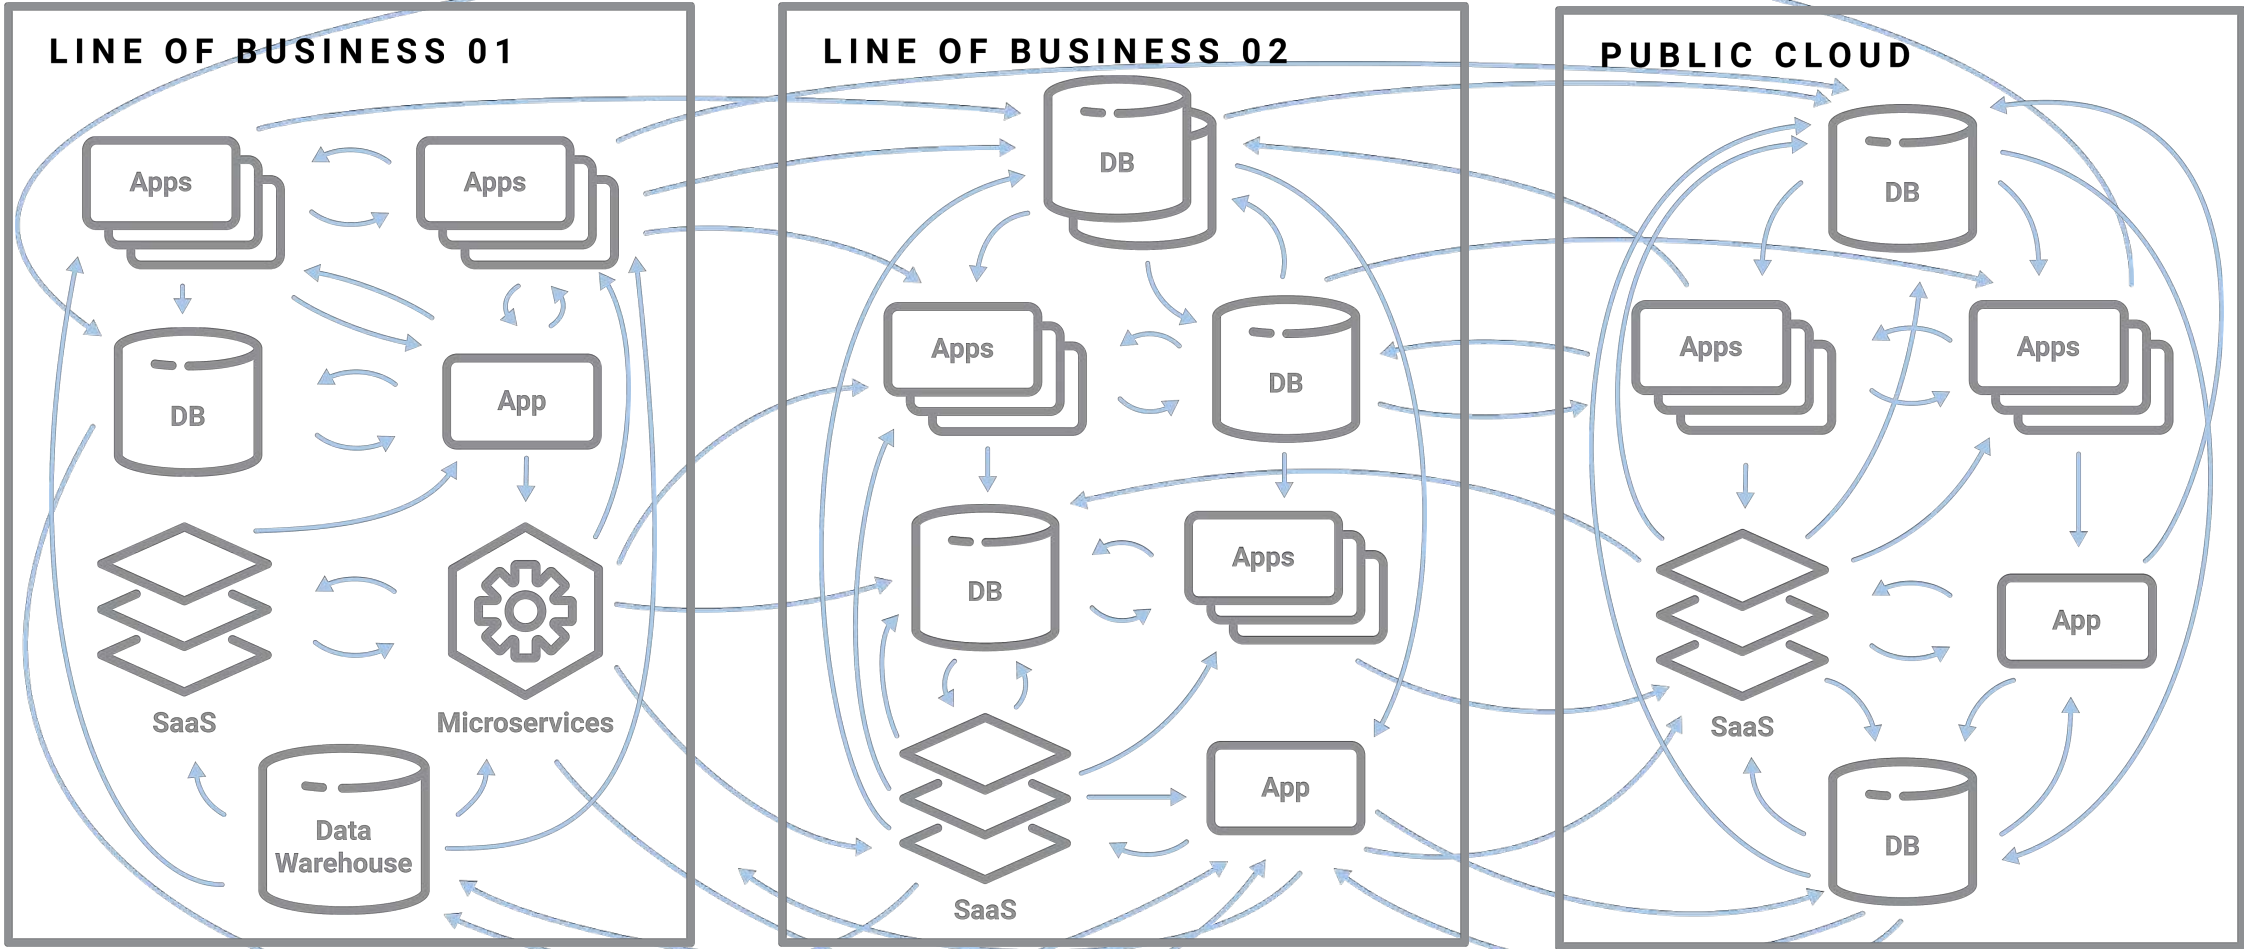 LINE OF BUSINESS 01
Apps
Apps
DB
App
SaaS
Microservices
Data
Warehouse
LINE OF BUSINESS 02
DB
Apps
DB
DB
Apps
App
SaaS
PUBLIC CLOUD
DB
Apps
Apps
App
SaaS
DB